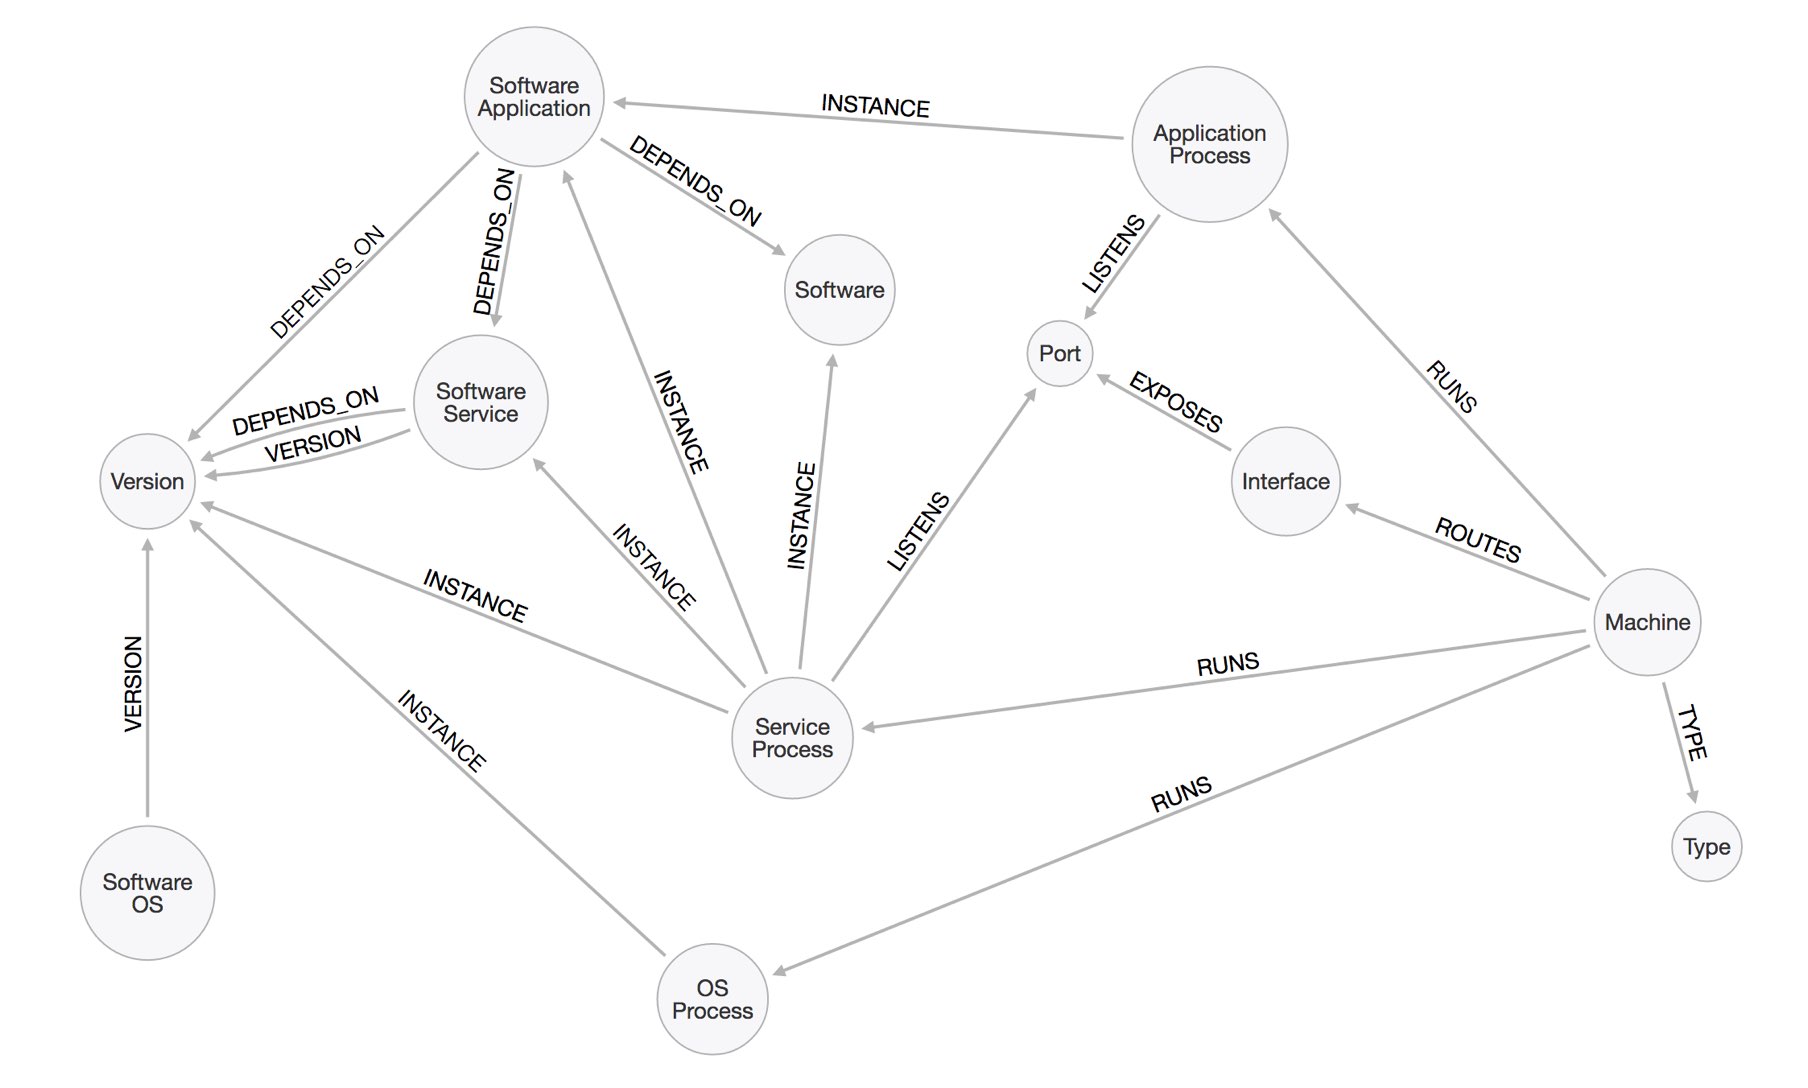 Software
Application
INSTANCE
Application
Process
DEPENDS_ON
DEPENDS_ON
DEPENDS_ON
LISTENS
Software
Port
RUNS
EXPOSES
Software
Service
DEPENDS_ON
VERSION
INSTANCE
Version
Interface
INSTANCE
LISTENS
ROUTES
INSTANCE
INSTANCE
Machine
RUNS
VERSION
INSTANCE
Service
Process
TYPE
RUNS
Type
Software
OS
OS
Process